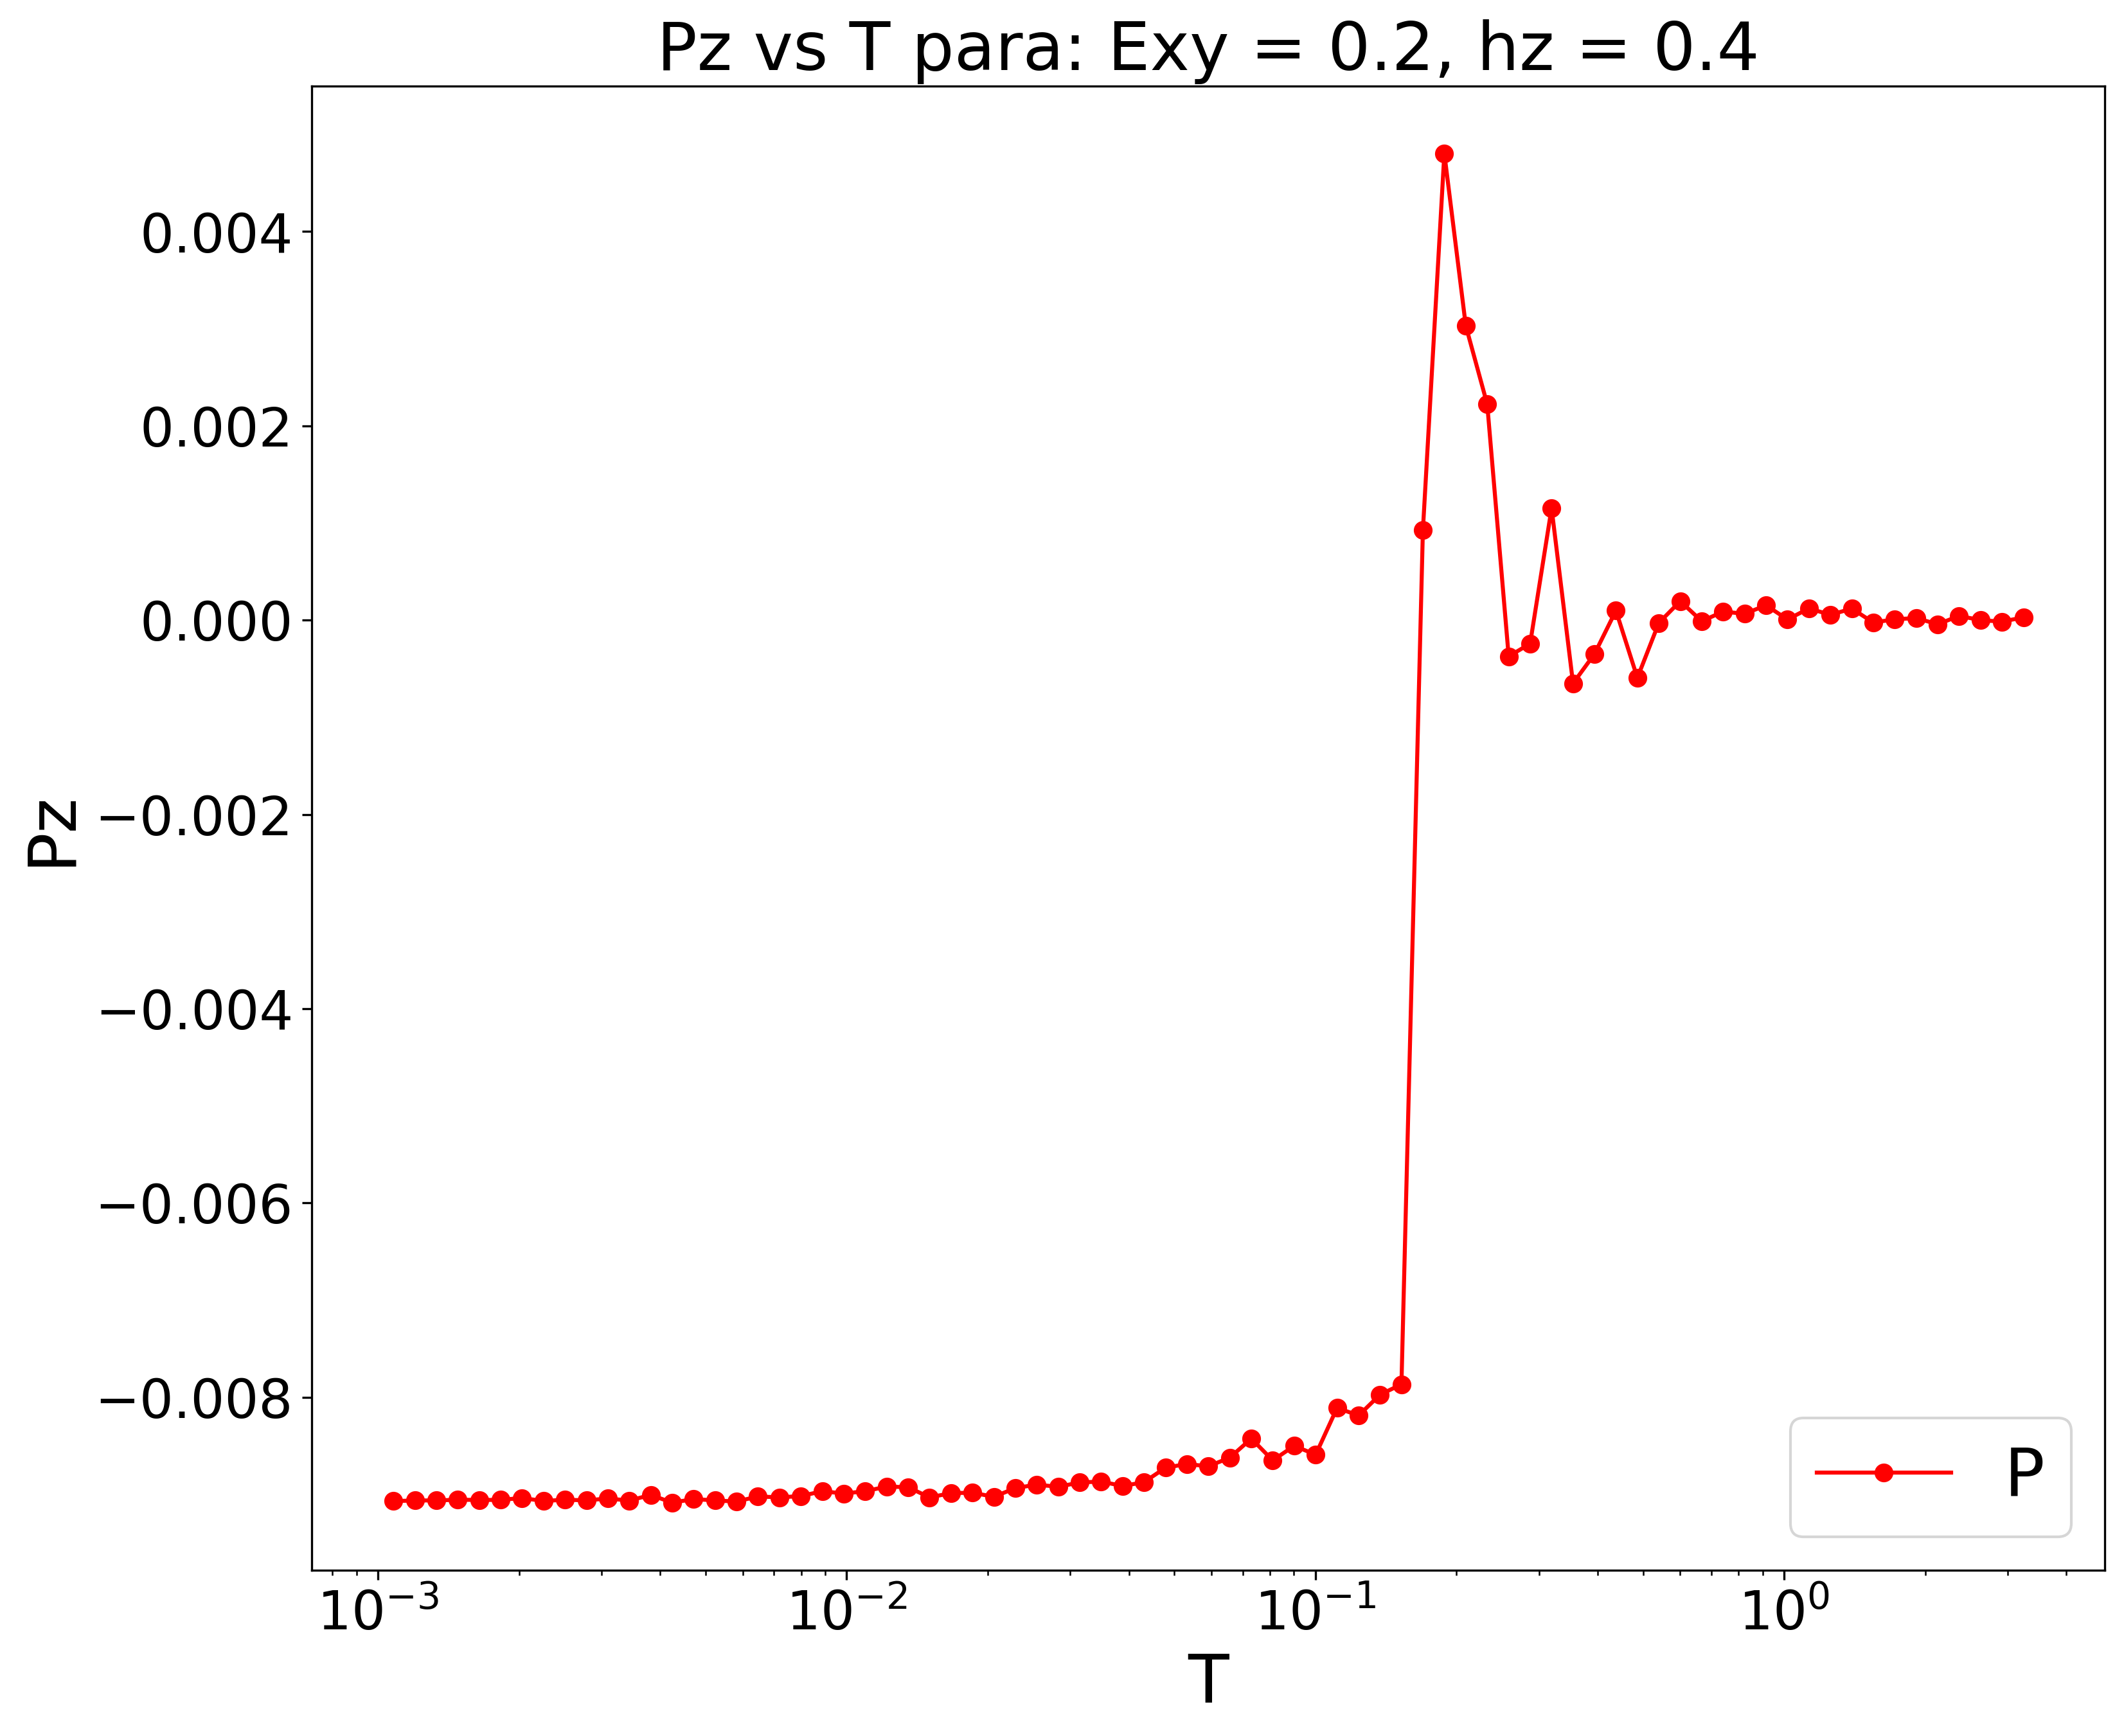 Pz vs T para: Exy = 0.2, hz = 0.4
0.004
0.002
0.000
−0.002
−0.004
−0.006
−0.008
Pz
10⁻³ 10⁻² 10⁻¹ 10⁰
T
P